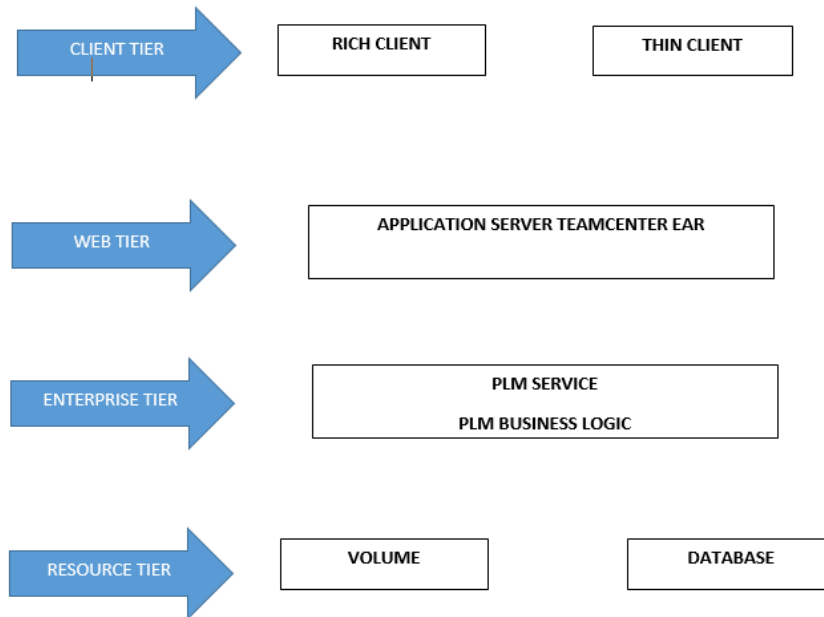 CLIENT TIER
RICH CLIENT
THIN CLIENT
WEB TIER
APPLICATION SERVER TEAMCENTER EAR
ENTERPRISE TIER
PLM SERVICE
PLM BUSINESS LOGIC
RESOURCE TIER
VOLUME
DATABASE